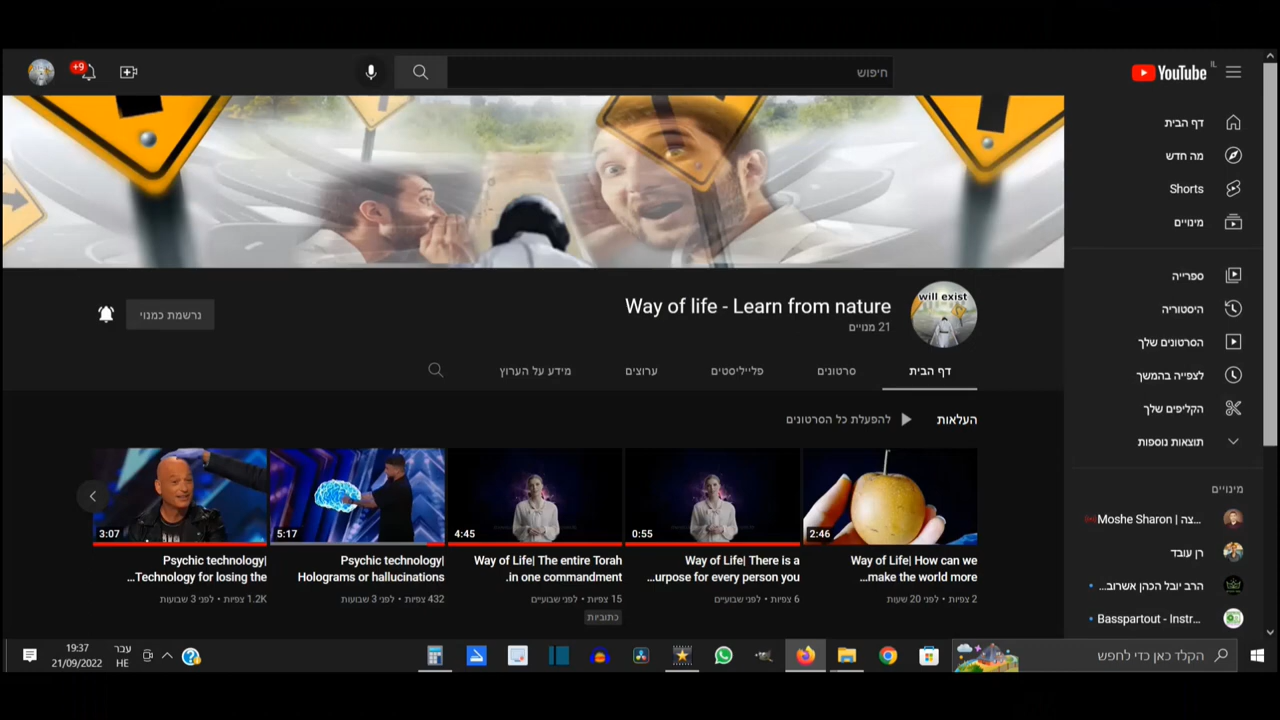 +9
חיפוש
YouTube IL
דף הבית
מה חדש
Shorts
מינויים
ספרייה
היסטוריה
הסרטונים שלך
לצפייה בהמשך
הקליפים שלך
תוצאות נוספות
מינויים
Moshe Sharon | צה...
רן עובד
הרב יובל הכהן אשרוב...
Basspartout - Instr...
will exist
Way of life - Learn from nature
21 מנויים
נרשמת כמנוי
דף הבית
סרטונים
פלייליסטים
ערוצים
מידע על הערוץ
העלאות
להפעלת כל הסרטונים
2:46
Way of Life| How can we
make the world more...
2 צפיות • לפני 20 שעות
0:55
Way of Life| There is a
urpose for every person you...
6 צפיות • לפני שבועיים
4:45
Way of Life| The entire Torah
in one commandment.
15 צפיות • לפני שבועיים
כתוביות
5:17
Psychic technology|
Holograms or hallucinations
432 צפיות • לפני 3 שבועות
3:07
Psychic technology|
Technology for losing the...
1.2K צפיות • לפני 3 שבועות
הקלד כאן כדי לחפש
עבר
HE
19:37
21/09/2022